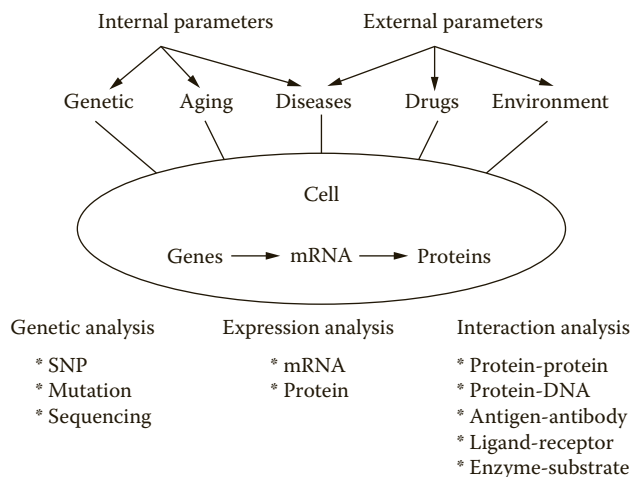 Internal parameters External parameters
Genetic Aging Diseases Drugs Environment
Cell
Genes mRNA Proteins
Genetic analysis
* SNP
* Mutation
* Sequencing
Expression analysis
* mRNA
* Protein
Interaction analysis
* Protein-protein
* Protein-DNA
* Antigen-antibody
* Ligand-receptor
* Enzyme-substrate